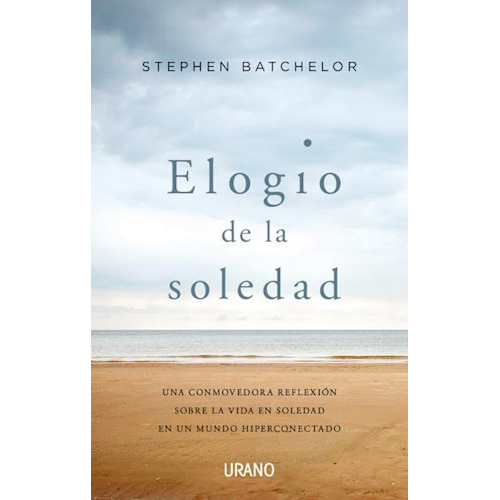 STEPHEN BATCHELOR
Elogio
de la
soledad
UNA CONMOVEDORA REFLEXIÓN
SOBRE LA VIDA EN SOLEDAD
EN UN MUNDO HIPERCONECTADO
URANO